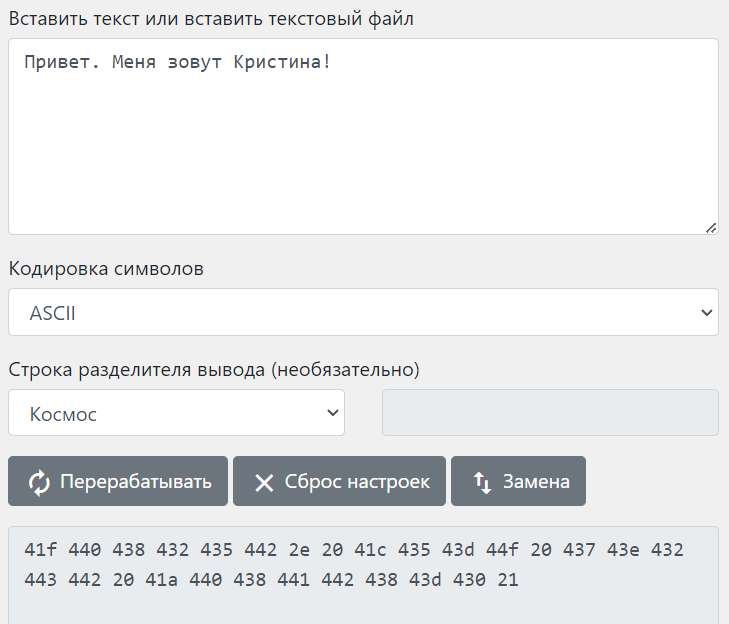 Вставить текст или вставить текстовый файл
Привет. Меня зовут Кристина!
Кодировка символов
ASCII
Строка разделителя вывода (необязательно)
Космос
Перерабатывать Сброс настроек Замена
41f 440 438 432 435 442 2e 20 41c 435 43d 44f 20 437 43e 432
443 442 20 41a 440 438 441 442 438 43d 430 21